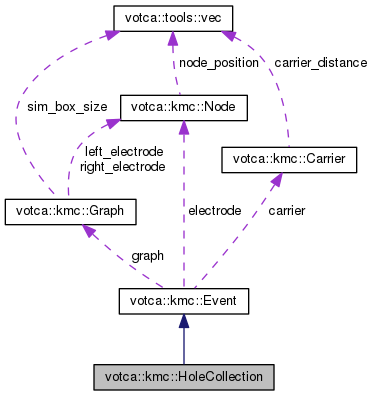 votca::tools::vec
node_position
carrier_distance
sim_box_size
votca::kmc::Node
left_electrode
right_electrode
votca::kmc::Carrier
votca::kmc::Graph
electrode
carrier
graph
votca::kmc::Event
votca::kmc::HoleCollection